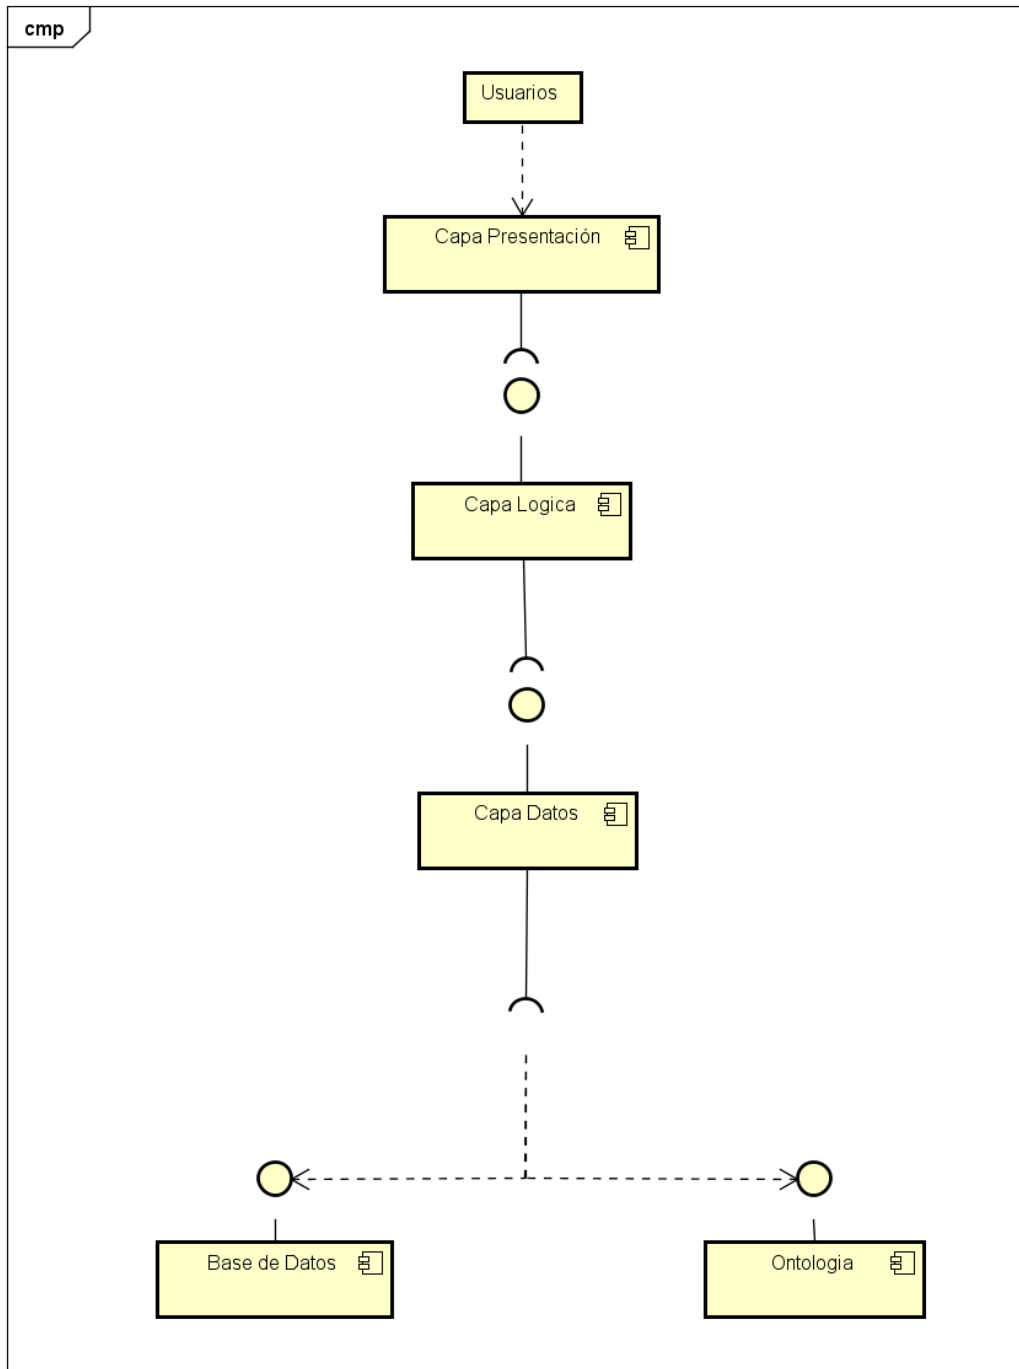 cmp
Usuarios
Capa Presentación
Capa Logica
Capa Datos
Base de Datos
Ontologia